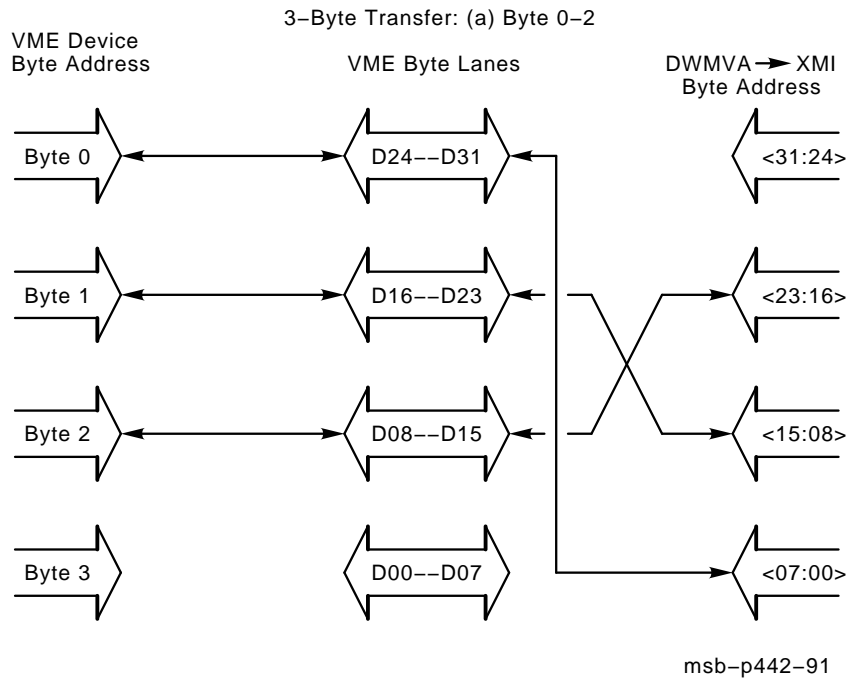 3−Byte Transfer: (a) Byte 0−2
VME Device
Byte Address
VME Byte Lanes
DWMVA XMI
Byte Address
Byte 0
D24−−D31
<31:24>
Byte 1
D16−−D23
<23:16>
Byte 2
D08−−D15
<15:08>
Byte 3
D00−−D07
<07:00>
msb−p442−91